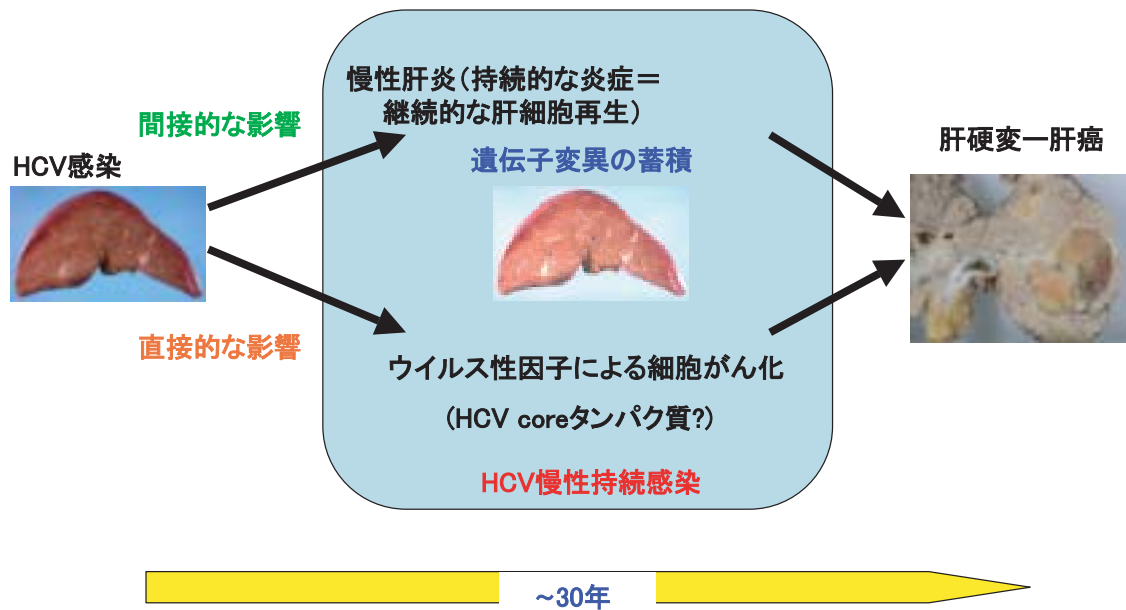 慢性肝炎（持続的な炎症＝
継続的な肝細胞再生）
間接的な影響
HCV感染
遺伝子変異の蓄積
肝硬変ー肝癌
直接的な影響
ウイルス性因子による細胞がん化
(HCV coreタンパク質?)
HCV慢性持続感染
~30年